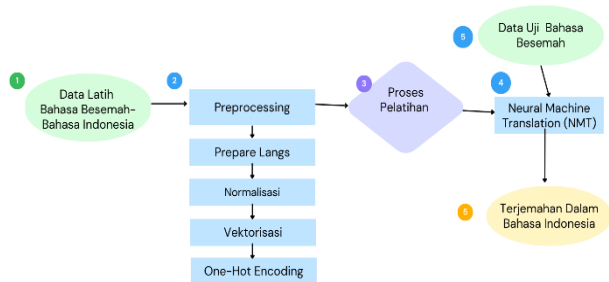 1
Data Latih
Bahasa Besemah-
Bahasa Indonesia
2
Preprocessing
Prepare Langs
Normalisasi
Vektorisasi
One-Hot Encoding
3
Proses
Pelatihan
5
Data Uji Bahasa
Besemah
4
Neural Machine
Translation (NMT)
5
Terjemahan Dalam
Bahasa Indonesia